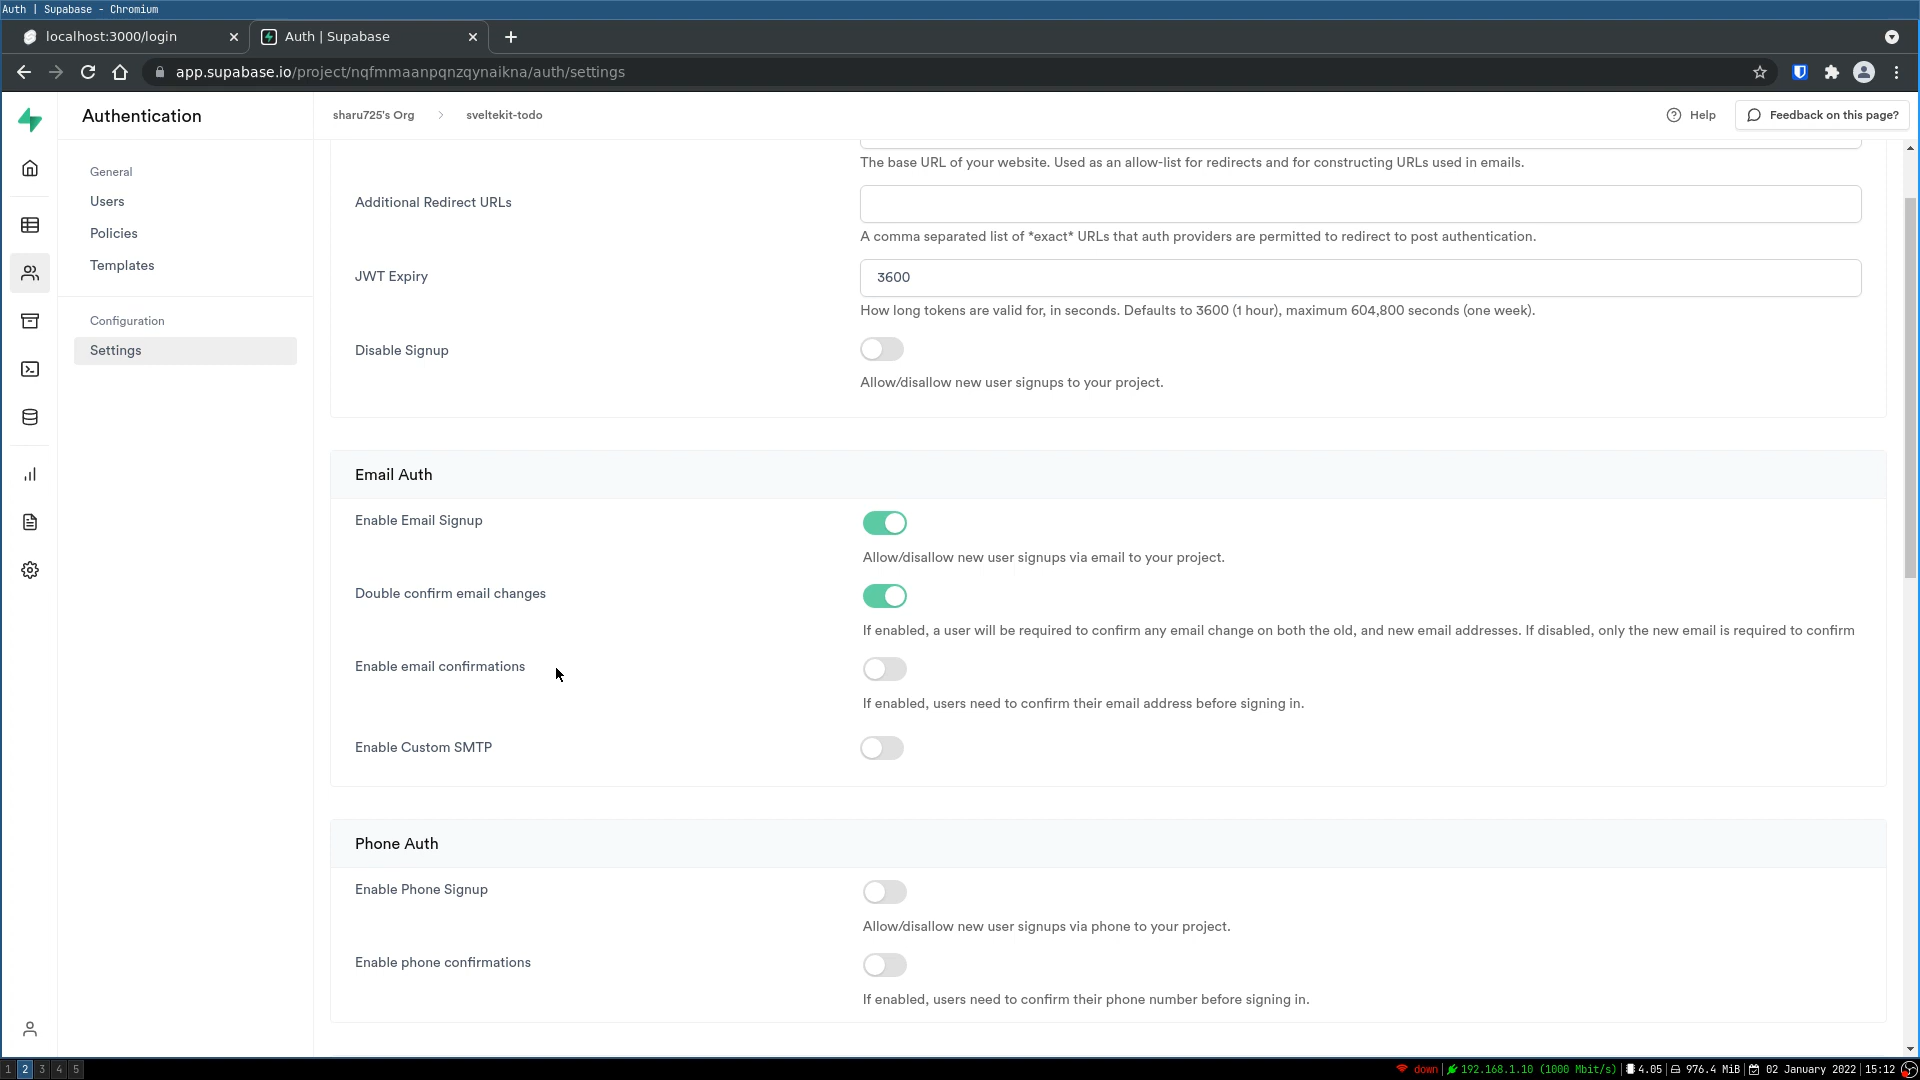 Auth | Supabase - Chromium
localhost:3000/login
Auth | Supabase
app.supabase.io/project/nqfmmaanpqnzqynaikna/auth/settings
Authentication
sharu725's Org
sveltekit-todo
Help
Feedback on this page?
General
Users
Policies
Templates
Configuration
Settings
The base URL of your website. Used as an allow-list for redirects and for constructing URLs used in emails.
Additional Redirect URLs
A comma separated list of *exact* URLs that auth providers are permitted to redirect to post authentication.
JWT Expiry
3600
How long tokens are valid for, in seconds. Defaults to 3600 (1 hour), maximum 604,800 seconds (one week).
Disable Signup
Allow/disallow new user signups to your project.
Email Auth
Enable Email Signup
Allow/disallow new user signups via email to your project.
Double confirm email changes
If enabled, a user will be required to confirm any email change on both the old, and new email addresses. If disabled, only the new email is required to confirm
Enable email confirmations
If enabled, users need to confirm their email address before signing in.
Enable Custom SMTP
Phone Auth
Enable Phone Signup
Allow/disallow new user signups via phone to your project.
Enable phone confirmations
If enabled, users need to confirm their phone number before signing in.
1 2 3 4 5
down | 192.168.1.10 (1000 Mbit/s) | 4.05 | 976.4 MiB | 02 January 2022 | 15:12